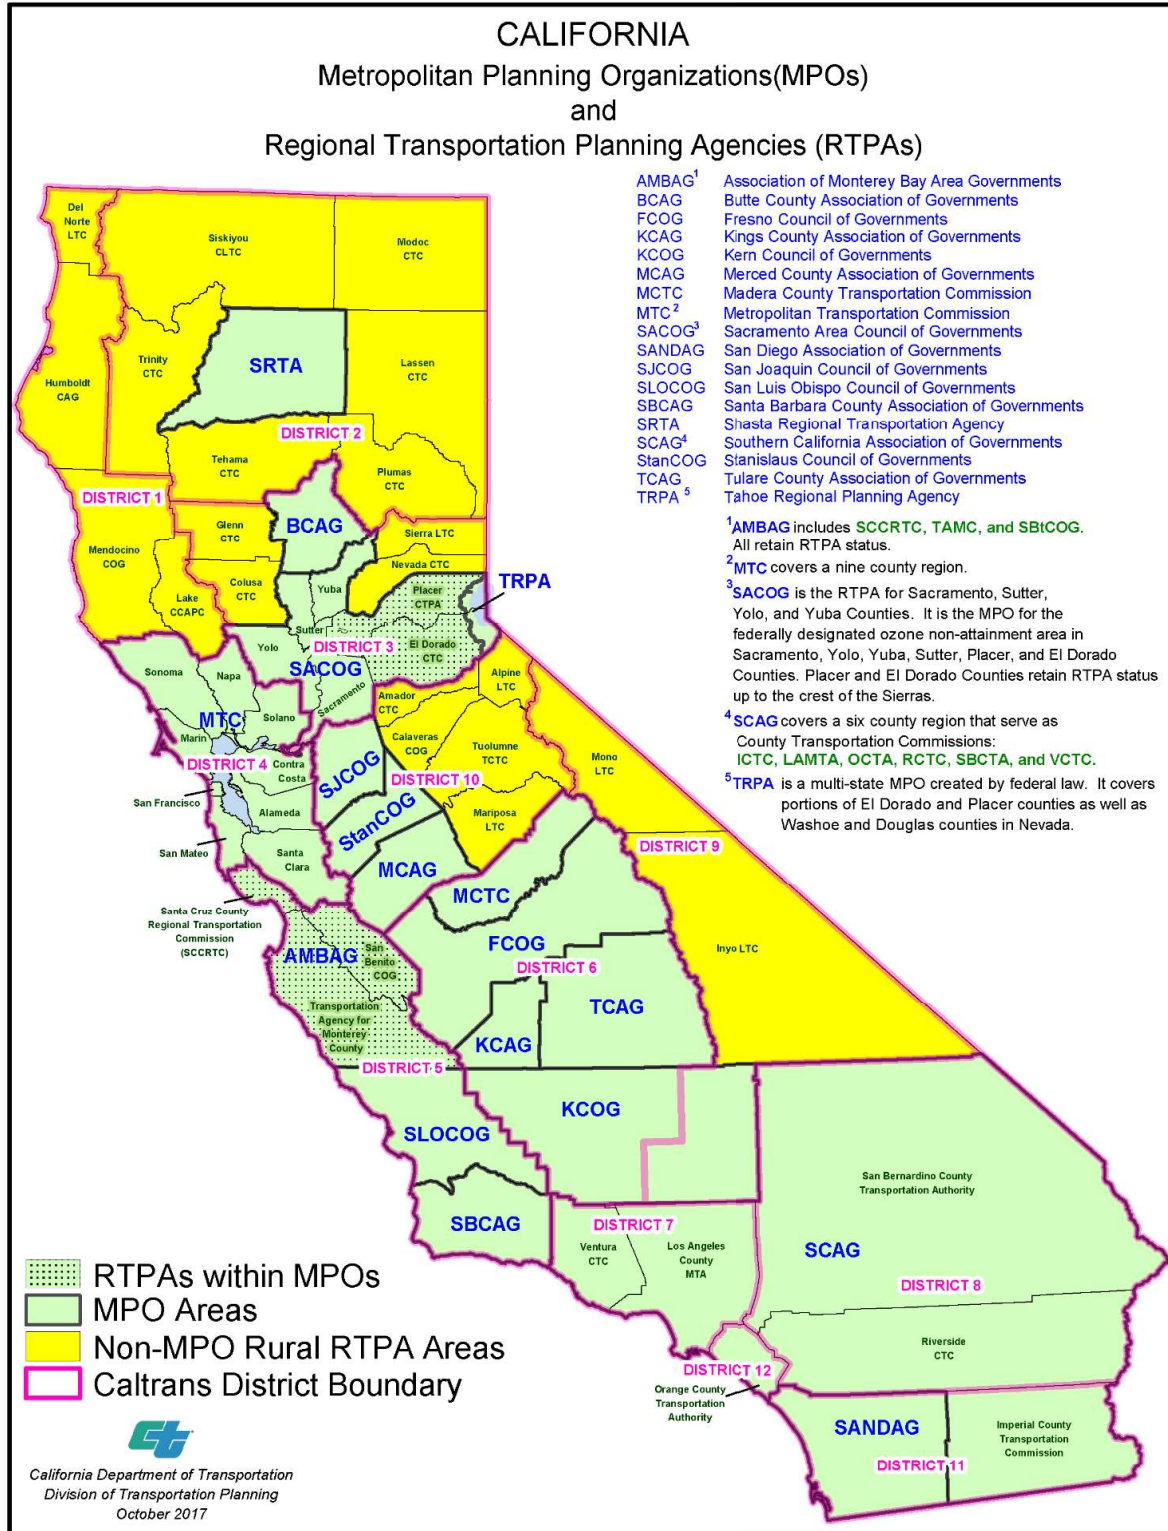 CALIFORNIA
Metropolitan Planning Organizations(MPOs)
and
Regional Transportation Planning Agencies (RTPAs)
AMBAG1 Association of Monterey Bay Area Governments
BCAG Butte County Association of Governments
FCOG Fresno Council of Governments
KCAG Kings County Association of Governments
KCOG Kern Council of Governments
MCAG Merced County Association of Governments
MCTC Madera County Transportation Commission
MTC2 Metropolitan Transportation Commission
SACOG3 Sacramento Area Council of Governments
SANDAG San Diego Association of Governments
SJCOG San Joaquin Council of Governments
SLOCOG San Luis Obispo Council of Governments
SBCAG Santa Barbara County Association of Governments
SRTA Shasta Regional Transportation Agency
SCAG4 Southern California Association of Governments
StanCOG Stanislaus Council of Governments
TCAG Tulare County Association of Governments
TRPA 5 Tahoe Regional Planning Agency
1AMBAG includes SCCRTC, TAMC, and SBtCOG.
All retain RTPA status.
2MTC covers a nine county region.
3SACOG is the RTPA for Sacramento, Sutter,
Yolo, and Yuba Counties. It is the MPO for the
federally designated ozone non-attainment area in
Sacramento, Yolo, Yuba, Sutter, Placer, and El Dorado
Counties. Placer and El Dorado Counties retain RTPA status
up to the crest of the Sierras.
4SCAG covers a six county region that serve as
County Transportation Commissions:
ICTC, LAMTA, OCTA, RCTC, SBCTA, and VCTC.
5TRPA is a multi-state MPO created by federal law. It covers
portions of El Dorado and Placer counties as well as
Washoe and Douglas counties in Nevada.
Del
Norte
LTC
Siskiyou
CLTC
Modoc
CTC
Humboldt
CAG
Trinity
CTC
SRTA
Lassen
CTC
DISTRICT 2
Tehama
CTC
Plumas
CTC
DISTRICT 1
Mendocino
COG
Glenn
CTC
BCAG
Sierra LTC
Nevada CTC
Lake
CCAPC
Colusa
CTC
Yuba
Placer
CTPA
TRPA
Sutter
DISTRICT 3
El Dorado
CTC
Yolo
SACOG
Sacramento
Sonoma
Napa
Solano
MTC
Marin
DISTRICT 4
Contra
Costa
San Francisco
Alameda
San Mateo
Santa
Clara
Amador
CTC
Alpine
LTC
Calaveras
COG
Tuolumne
TCTC
Mono
LTC
SJCOG
DISTRICT 10
StanCOG
Mariposa
LTC
MCAG
DISTRICT 9
MCTC
Inyo LTC
FCOG
DISTRICT 6
TCAG
KCAG
Santa Cruz County
Regional Transportation
Commission
(SCCRTC)
AMBAG
San
Benito
COG
Transportation
Agency for
Monterey
County
DISTRICT 5
KCOG
SLOCOG
SBCAG
DISTRICT 7
Ventura
CTC
Los Angeles
County
MTA
San Bernardino County
Transportation Authority
SCAG
DISTRICT 8
Riverside
CTC
DISTRICT 12
Orange County
Transportation
Authority
SANDAG
Imperial County
Transportation
Commission
DISTRICT 11
RTPAs within MPOs
MPO Areas
Non-MPO Rural RTPA Areas
Caltrans District Boundary
ct
California Department of Transportation
Division of Transportation Planning
October 2017